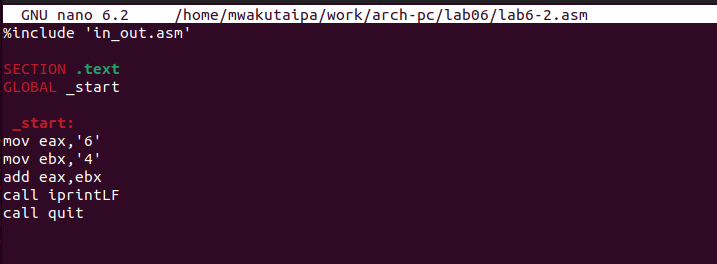 GNU nano 6.2 /home/mwakutaipa/work/arch-pc/lab06/lab6-2.asm
%include 'in_out.asm'
SECTION .text
GLOBAL _start
_start:
mov eax,'6'
mov ebx,'4'
add eax,ebx
call iprintLF
call quit